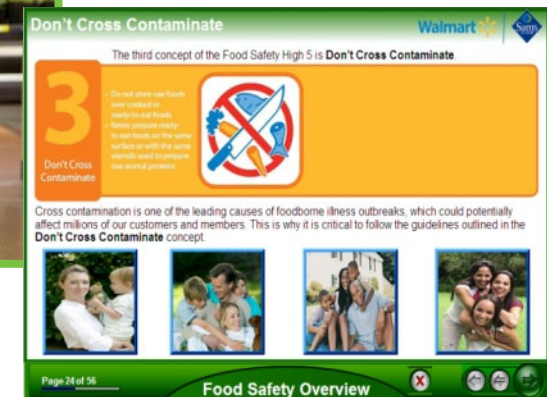 Don't Cross Contaminate
Walmart
Sam's
The third concept of the Food Safety High 5 is Don't Cross Contaminate.
3
Don't Cross
Contaminate
• Do not store raw foods
over cooked or
ready-to-eat foods
• Never prepare ready-
to-eat foods on the same
surface or with the same
utensils used to prepare
raw animal proteins
Cross contamination is one of the leading causes of foodborne illness outbreaks, which could potentially
affect millions of our customers and members. This is why it is critical to follow the guidelines outlined in the
Don't Cross Contaminate concept.
Page 24 of 56
Food Safety Overview
X